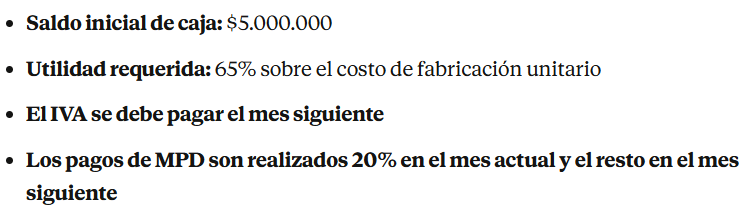 • Saldo inicial de caja: $5.000.000
• Utilidad requerida: 65% sobre el costo de fabricación unitario
• El IVA se debe pagar el mes siguiente
• Los pagos de MPD son realizados 20% en el mes actual y el resto en el mes
siguiente